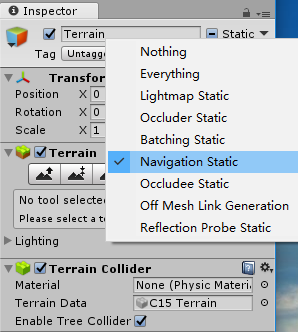 Inspector
Terrain Static
Tag Untagge
Nothing
Everything
Lightmap Static
Occluder Static
Batching Static
Navigation Static
Occludee Static
Off Mesh Link Generation
Reflection Probe Static
Transfor
Position X 0
Rotation X 0
Scale X 1
Terrain
No tool selected
Please select a to
Lighting
Terrain Collider
Material None (Physic Materia
Terrain Data C15 Terrain
Enable Tree Collider